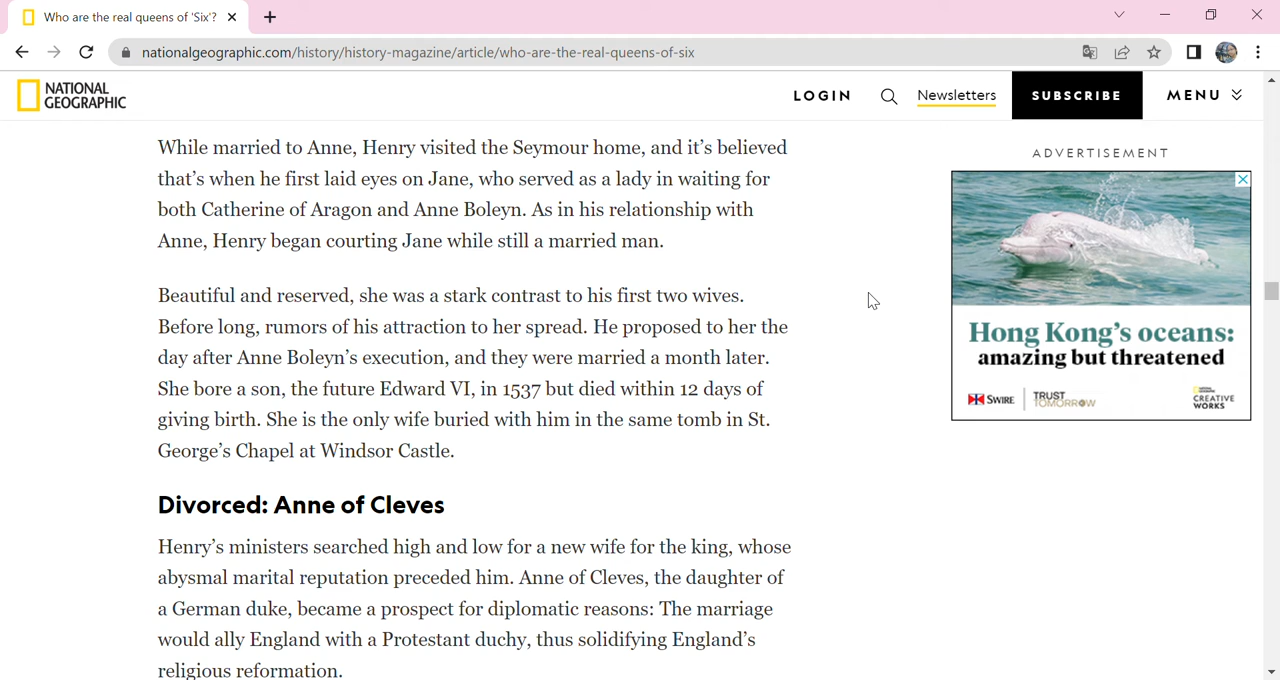 Who are the real queens of 'Six'?
nationalgeographic.com/history/history-magazine/article/who-are-the-real-queens-of-six
NATIONAL
GEOGRAPHIC
LOGIN
Newsletters
SUBSCRIBE
MENU
While married to Anne, Henry visited the Seymour home, and it's believed
that's when he first laid eyes on Jane, who served as a lady in waiting for
both Catherine of Aragon and Anne Boleyn. As in his relationship with
Anne, Henry began courting Jane while still a married man.
Beautiful and reserved, she was a stark contrast to his first two wives.
Before long, rumors of his attraction to her spread. He proposed to her the
day after Anne Boleyn's execution, and they were married a month later.
She bore a son, the future Edward VI, in 1537 but died within 12 days of
giving birth. She is the only wife buried with him in the same tomb in St.
George's Chapel at Windsor Castle.
Divorced: Anne of Cleves
Henry's ministers searched high and low for a new wife for the king, whose
abysmal marital reputation preceded him. Anne of Cleves, the daughter of
a German duke, became a prospect for diplomatic reasons: The marriage
would ally England with a Protestant duchy, thus solidifying England's
religious reformation.
ADVERTISEMENT
Hong Kong's oceans:
amazing but threatened
SWIRE
TRUST
TOMORROW
CREATIVE
WORKS